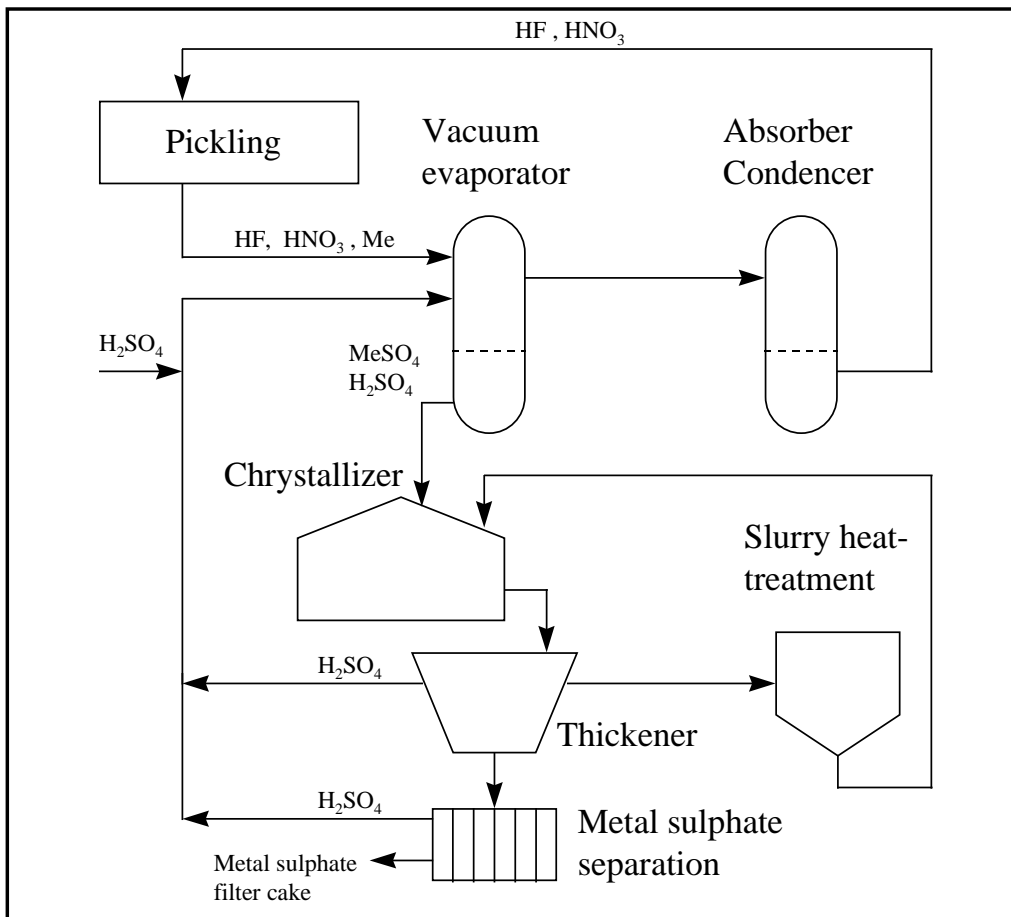 HF , HNO₃
Pickling
Vacuum
evaporator
Absorber
Condencer
HF, HNO₃ , Me
H₂SO₄
MeSO₄
H₂SO₄
Chrystallizer
Slurry heat-
treatment
H₂SO₄
Thickener
H₂SO₄
Metal sulphate
separation
Metal sulphate
filter cake